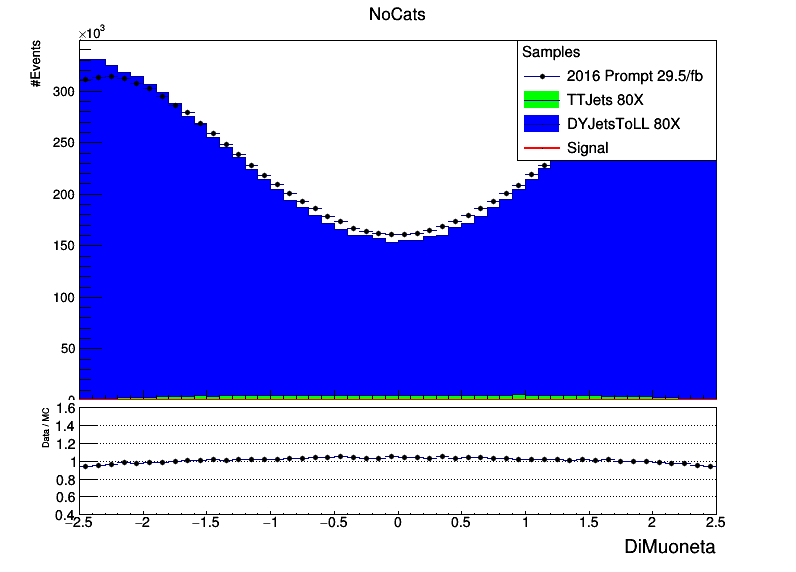 NoCats
×10³
#Events
300
250
200
150
100
50
0
Samples
2016 Prompt 29.5/fb
TTJets 80X
DYJetsToLL 80X
Signal
Data / MC
1.6
1.4
1.2
1
0.8
0.6
0.4
−2.5 −2 −1.5 −1 −0.5 0 0.5 1 1.5 2 2.5
DiMuoneta